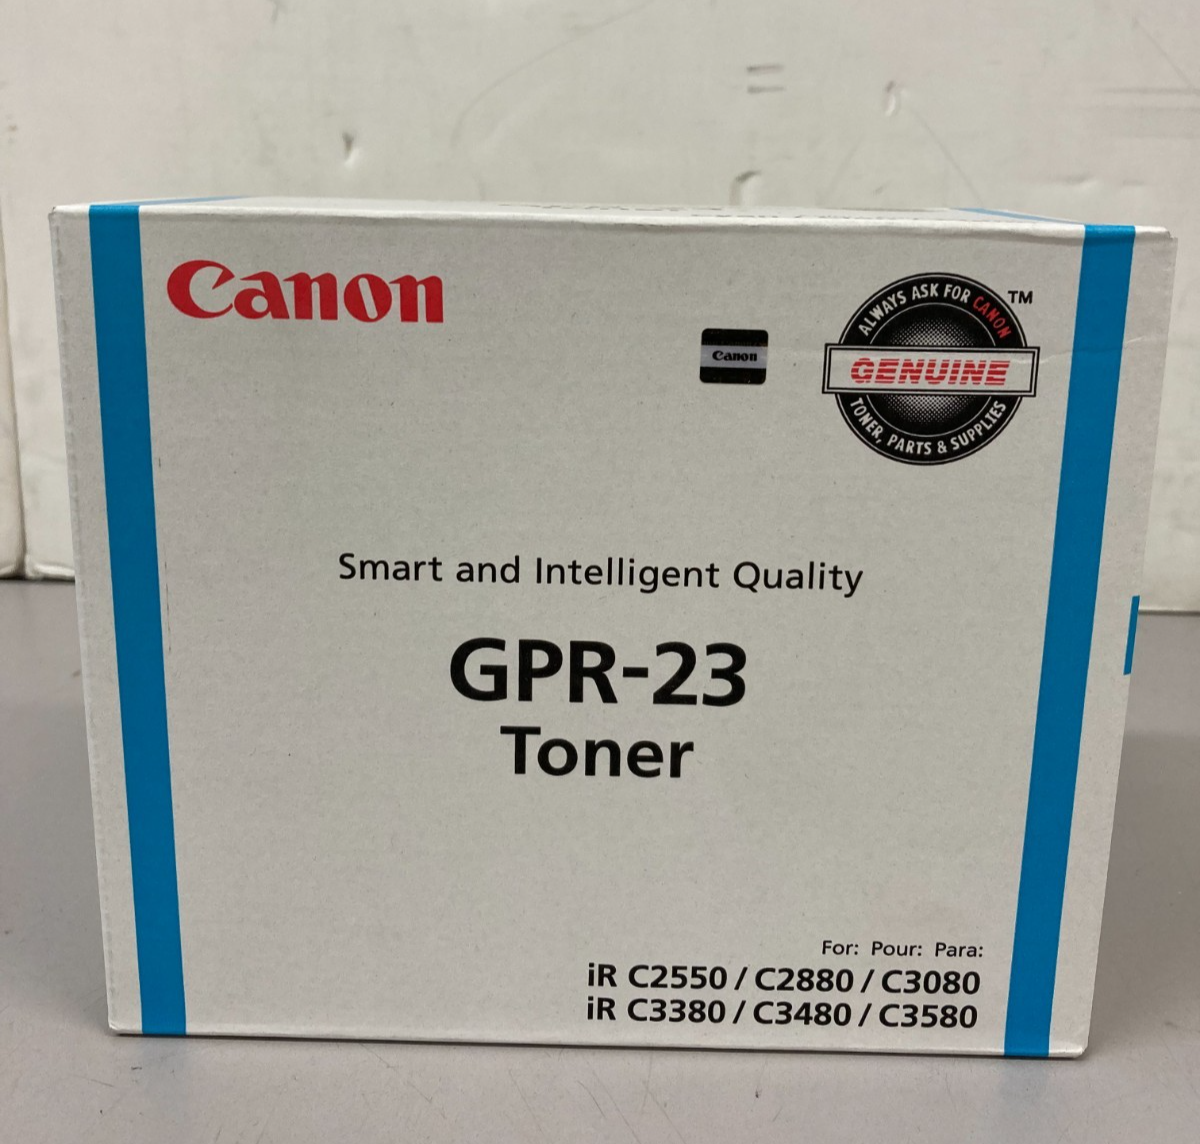 Canon
Canon
ALWAYS ASK FOR CANON
TM
GENUINE
TONER, PARTS & SUPPLIES
Smart and Intelligent Quality
GPR-23
Toner
For: Pour: Para:
iR C2550 / C2880 / C3080
iR C3380 / C3480 / C3580